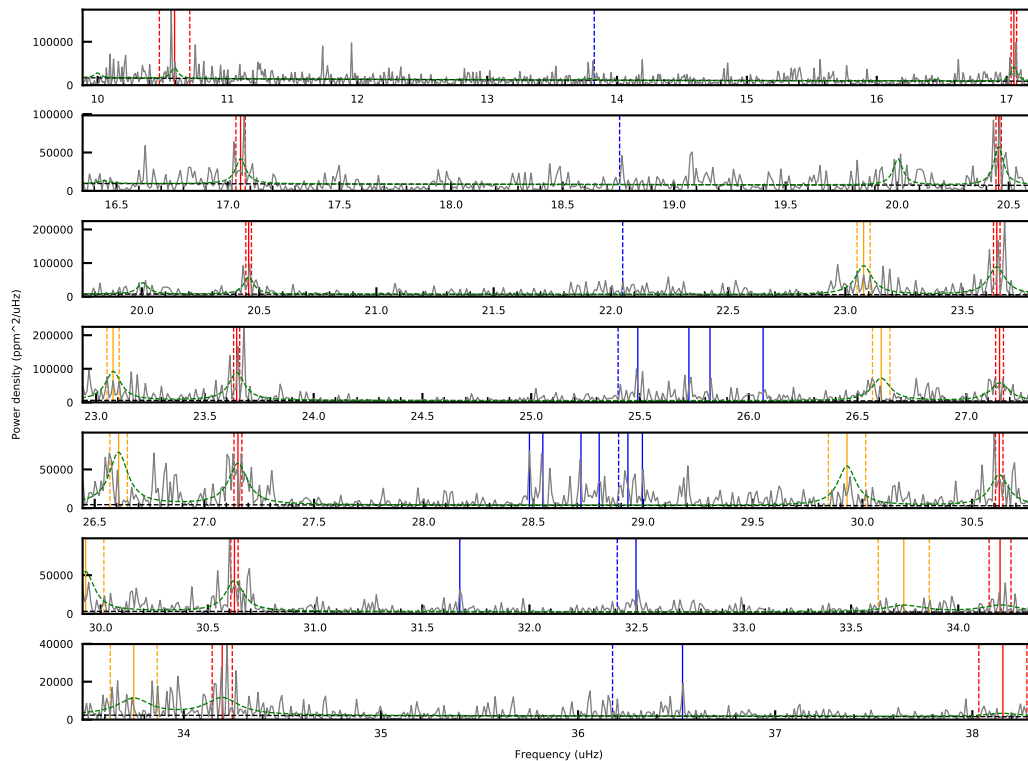 100000
0
10 11 12 13 14 15 16 17
100000
50000
0
16.5 17.0 17.5 18.0 18.5 19.0 19.5 20.0 20.5
200000
100000
0
20.0 20.5 21.0 21.5 22.0 22.5 23.0 23.5
Power density (ppm^2/uHz)
200000
100000
0
23.0 23.5 24.0 24.5 25.0 25.5 26.0 26.5 27.0
50000
0
26.5 27.0 27.5 28.0 28.5 29.0 29.5 30.0 30.5
50000
0
30.0 30.5 31.0 31.5 32.0 32.5 33.0 33.5 34.0
40000
20000
0
34 35 36 37 38
Frequency (uHz)